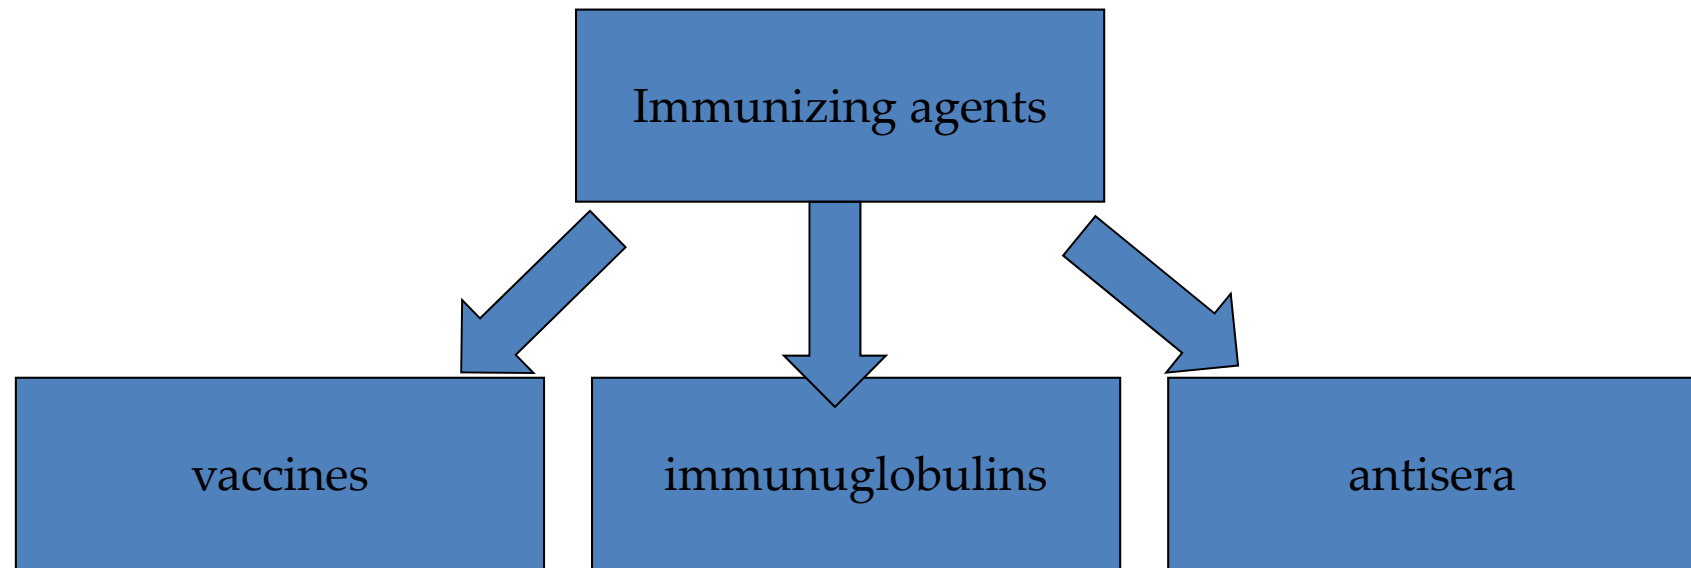 Immunizing agents
vaccines
immunuglobulins
antisera